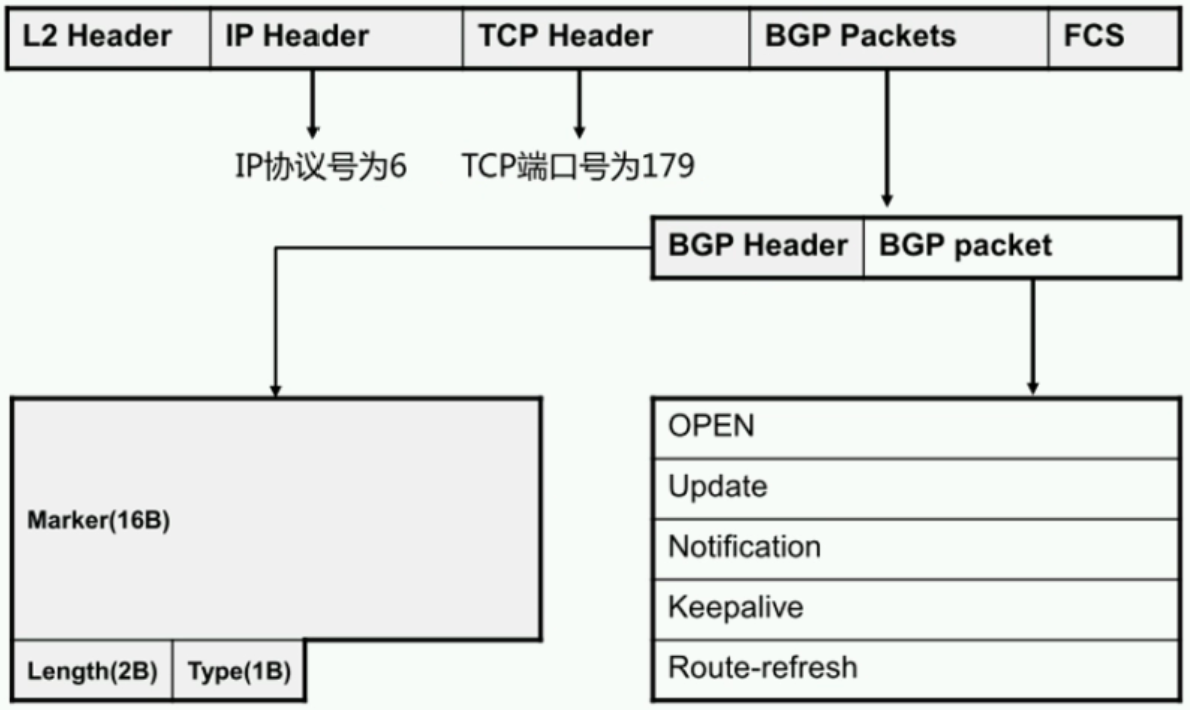 L2 Header IP Header TCP Header BGP Packets FCS
IP协议号为6 TCP端口号为179
BGP Header BGP packet
Marker(16B)
Length(2B) Type(1B)
OPEN
Update
Notification
Keepalive
Route-refresh